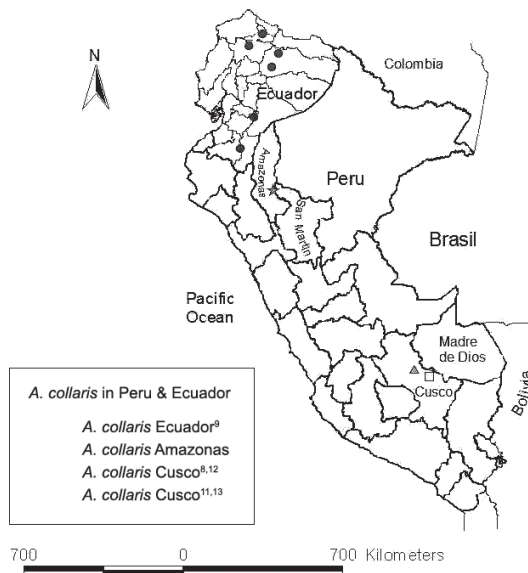 N
Colombia
Ecuador
Amazonas
Peru
San Martin
Brasil
Pacific
Ocean
Madre
de Dios
Cusco
Bolivia
A. collaris in Peru & Ecuador
A. collaris Ecuador⁹
A. collaris Amazonas
A. collaris Cusco⁸,¹²
A. collaris Cusco¹¹,¹³
700 0 700 Kilometers